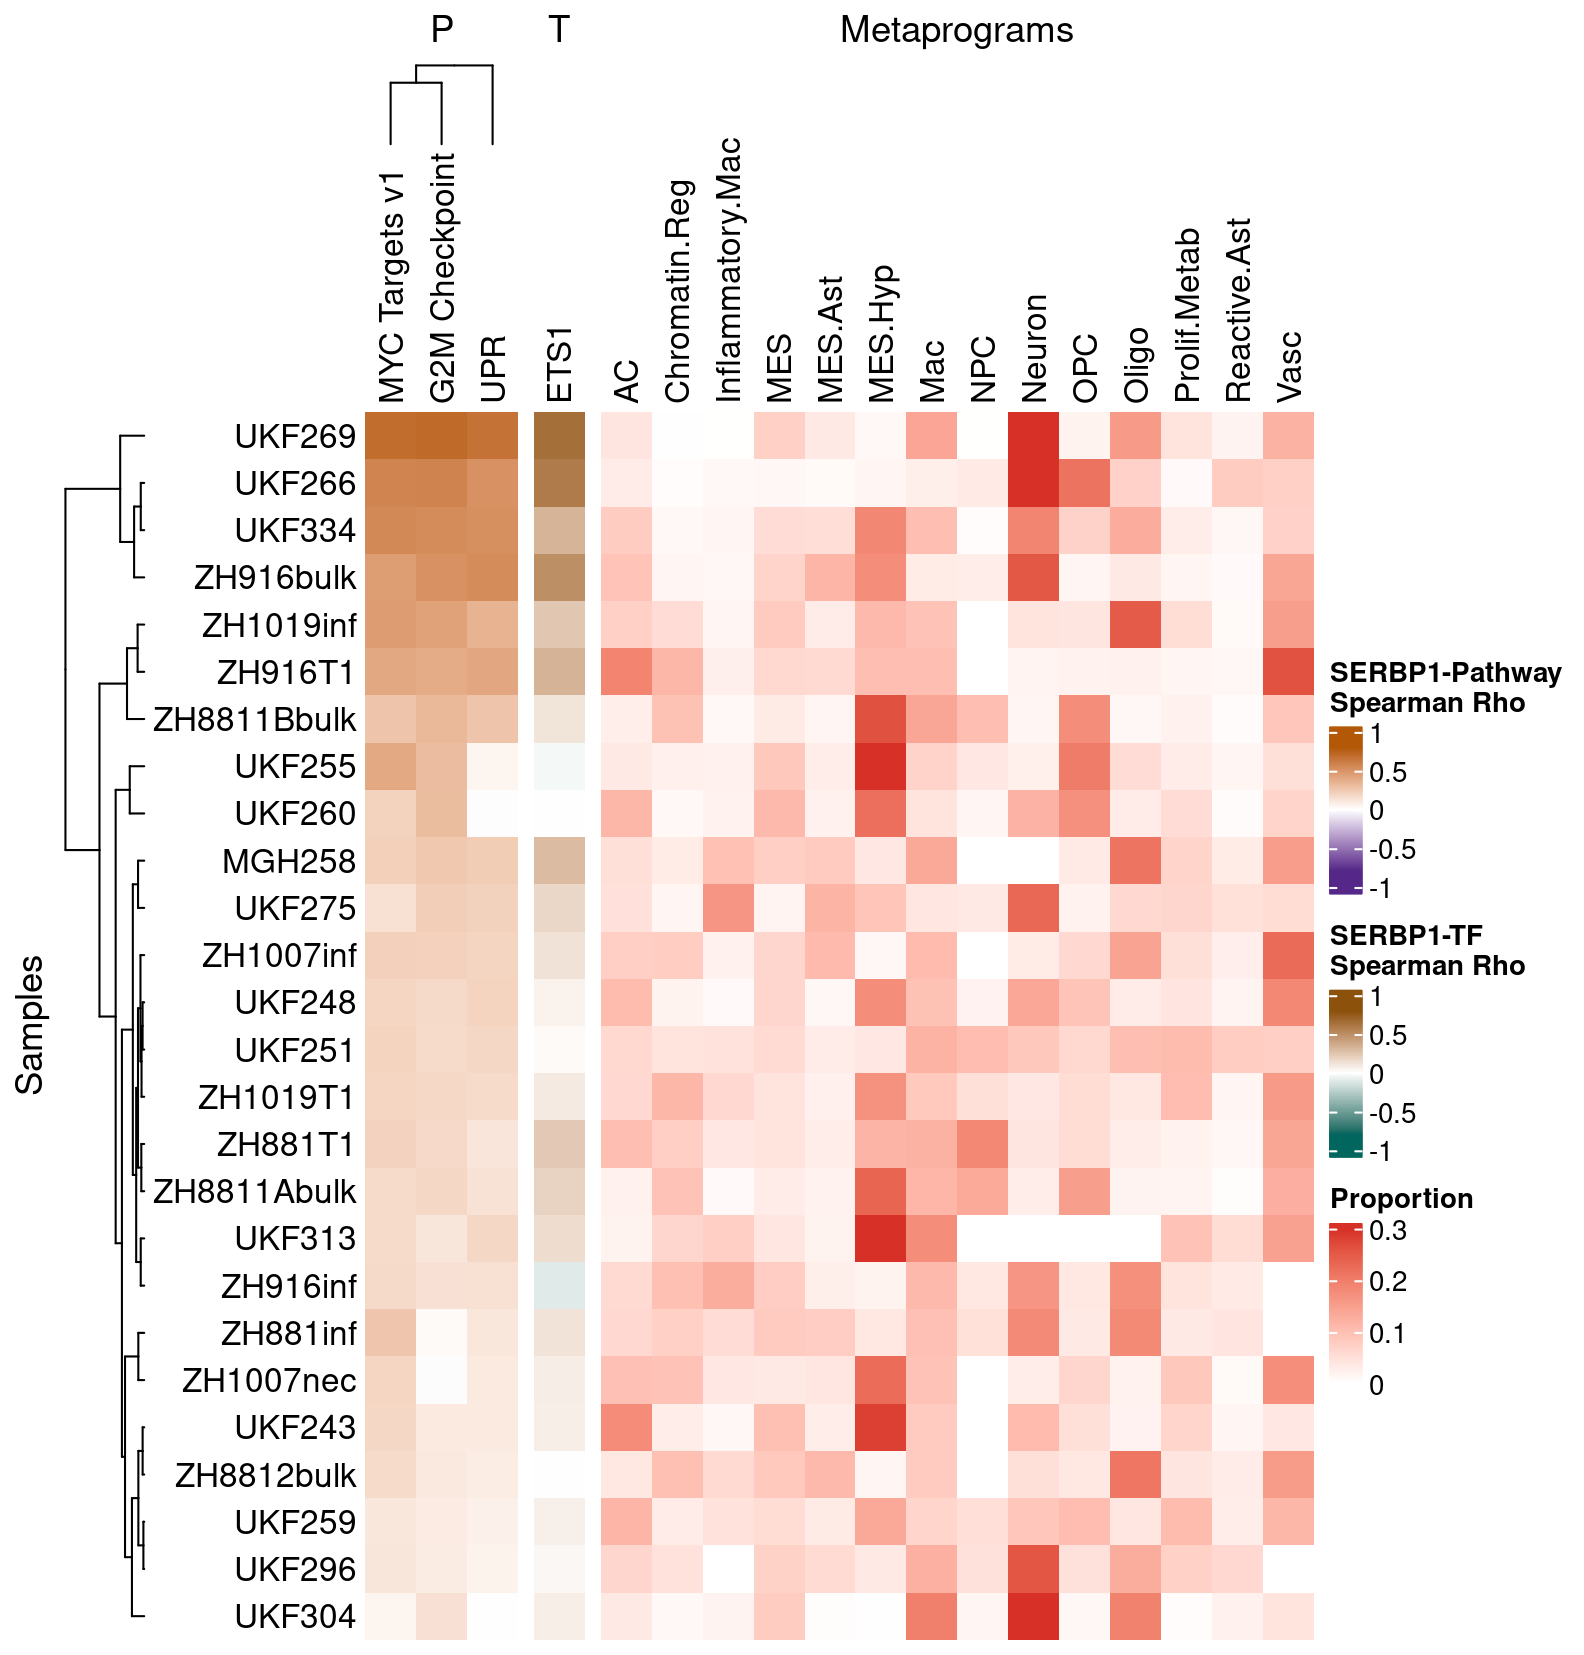 P
T
Metaprograms
MYC Targets v1
G2M Checkpoint
UPR
ETS1
AC
Chromatin.Reg
Inflammatory.Mac
MES
MES.Ast
MES.Hyp
Mac
NPC
Neuron
OPC
Oligo
Prolif.Metab
Reactive.Ast
Vasc
Samples
UKF269
UKF266
UKF334
ZH916bulk
ZH1019inf
ZH916T1
ZH8811Bbulk
UKF255
UKF260
MGH258
UKF275
ZH1007inf
UKF248
UKF251
ZH1019T1
ZH881T1
ZH8811Abulk
UKF313
ZH916inf
ZH881inf
ZH1007nec
UKF243
ZH8812bulk
UKF259
UKF296
UKF304
SERBP1-Pathway
Spearman Rho
1
0.5
0
-0.5
-1
SERBP1-TF
Spearman Rho
1
0.5
0
-0.5
-1
Proportion
0.3
0.2
0.1
0